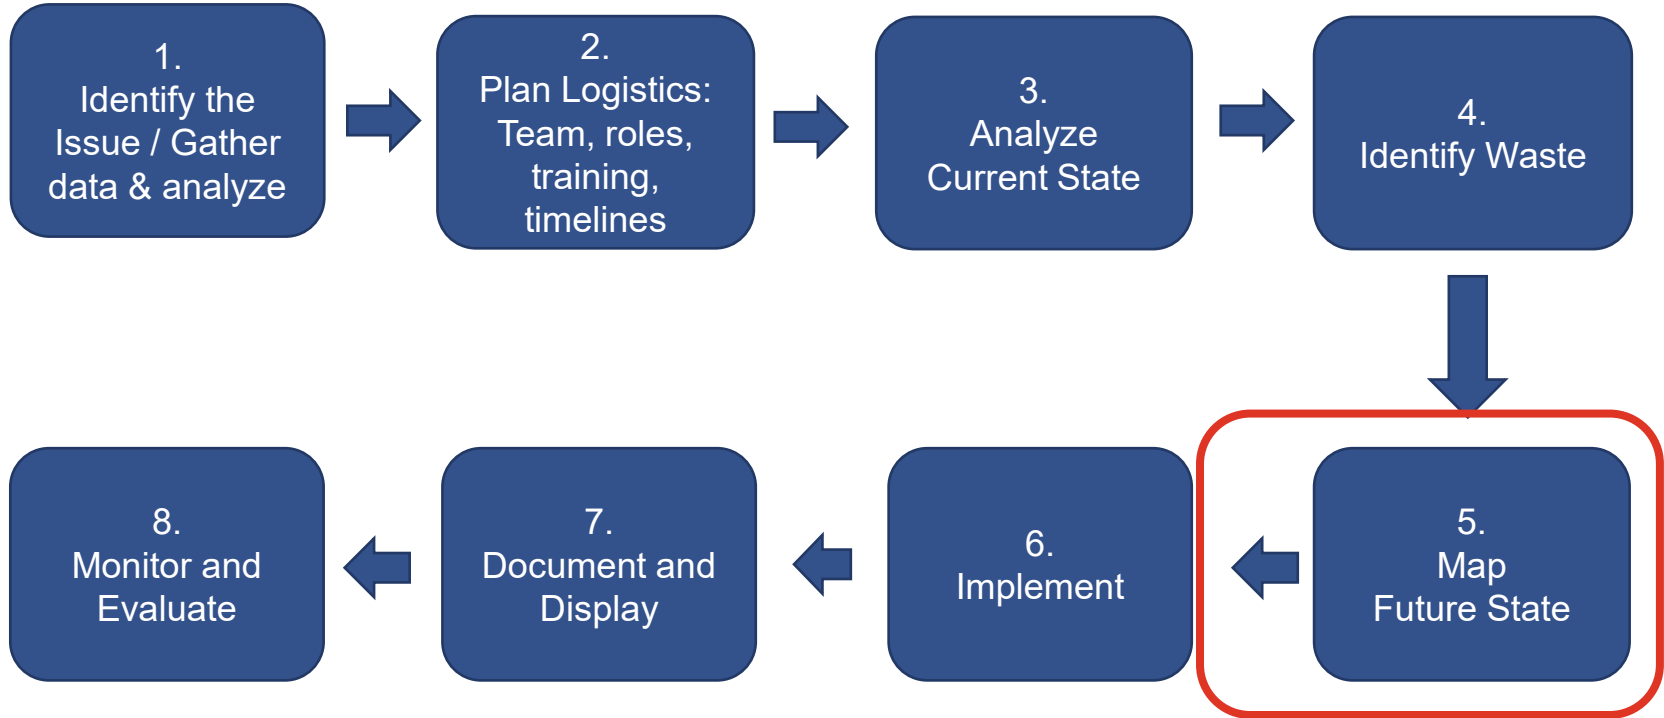 1.
Identify the
Issue / Gather
data & analyze
2.
Plan Logistics:
Team, roles,
training,
timelines
3.
Analyze
Current State
4.
Identify Waste
5.
Map
Future State
6.
Implement
7.
Document and
Display
8.
Monitor and
Evaluate